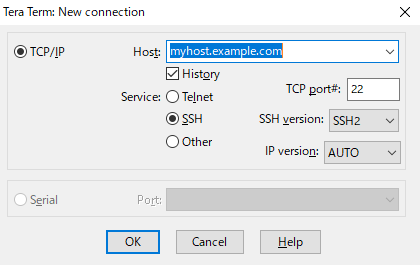 Tera Term: New connection
TCP/IP
Host: myhost.example.com
History
Service: Telnet
TCP port#: 22
SSH
SSH version: SSH2
Other
IP version: AUTO
Serial
Port:
OK Cancel Help